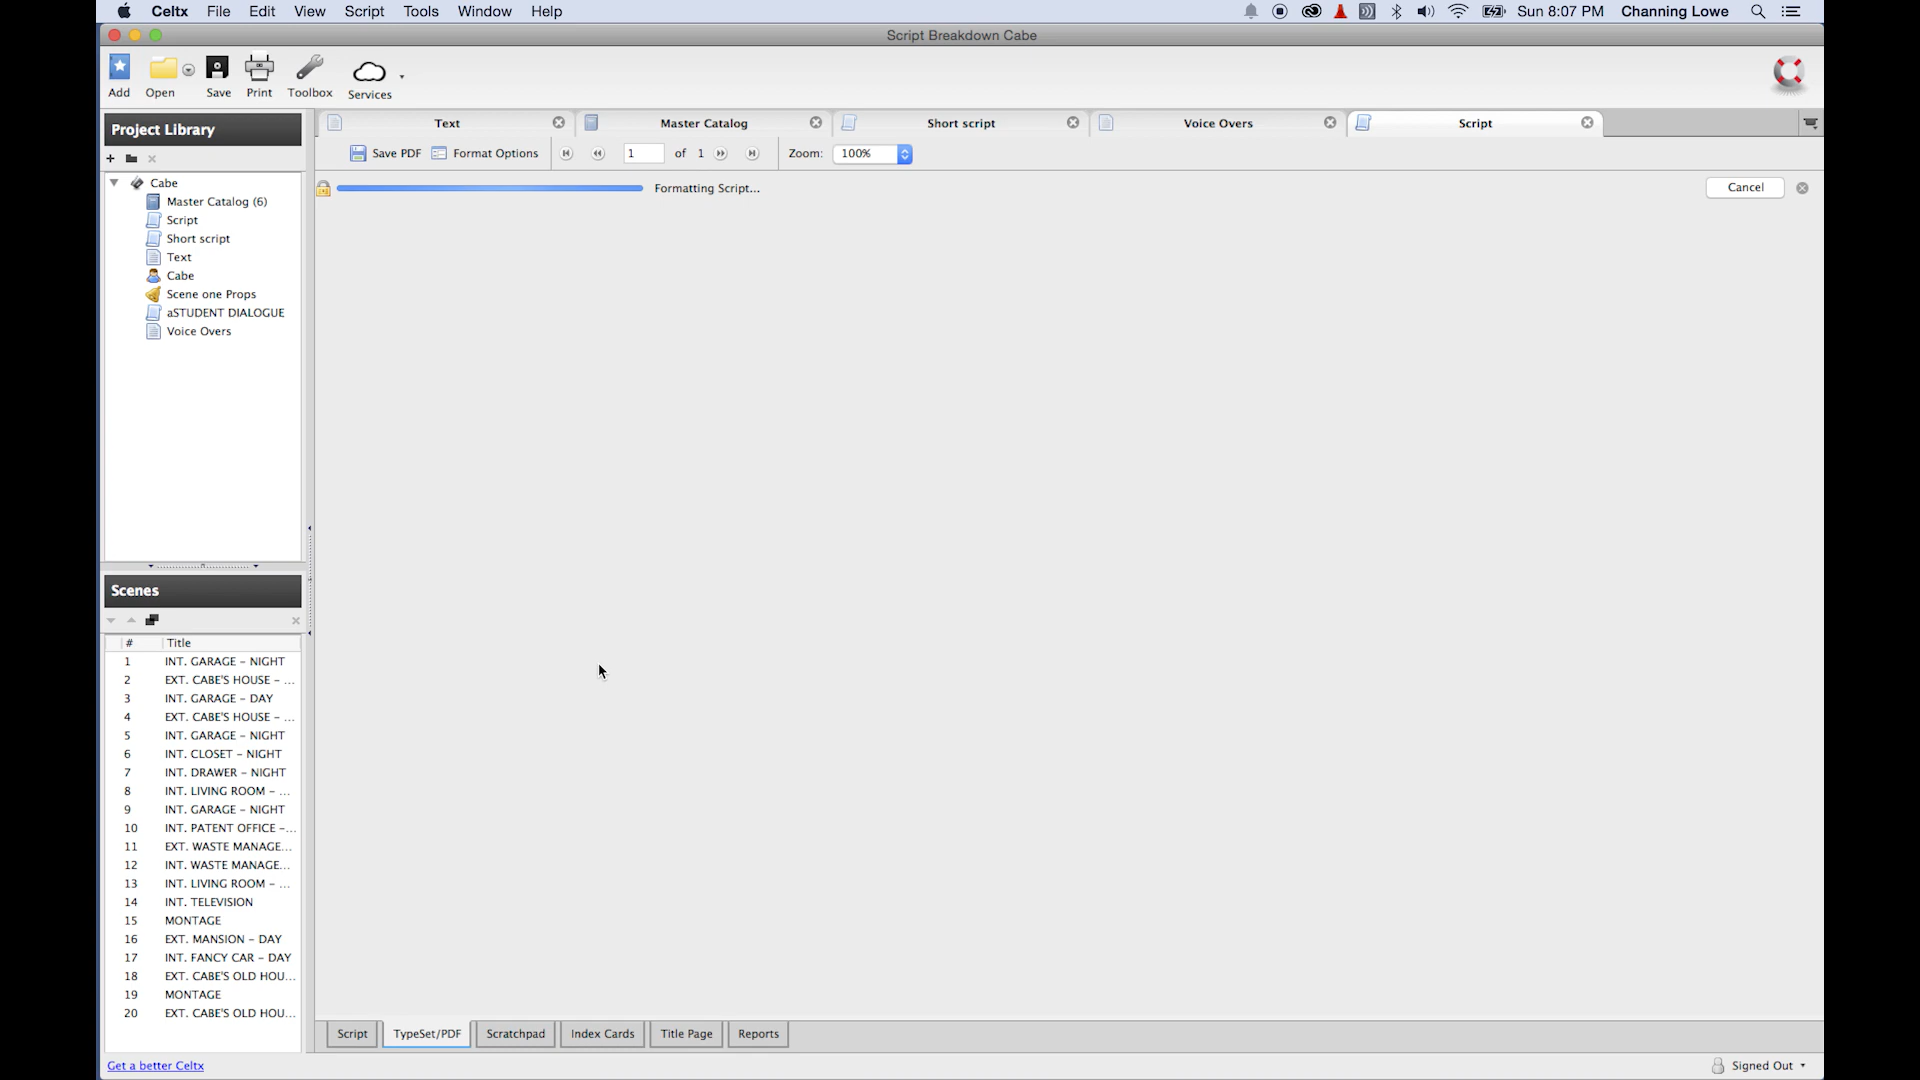 Celtx File Edit View Script Tools Window Help Sun 8:07 PM Channing Lowe
Script Breakdown Cabe
Add Open Save Print Toolbox Services
Project Library
Text Master Catalog Short script Voice Overs Script
Save PDF Format Options 1 of 1 Zoom: 100%
Formatting Script... Cancel
Cabe
Master Catalog (6)
Script
Short script
Text
Cabe
Scene one Props
aSTUDENT DIALOGUE
Voice Overs
Scenes
# Title
1 INT. GARAGE - NIGHT
2 EXT. CABE'S HOUSE - ...
3 INT. GARAGE - DAY
4 EXT. CABE'S HOUSE - ...
5 INT. GARAGE - NIGHT
6 INT. CLOSET - NIGHT
7 INT. DRAWER - NIGHT
8 INT. LIVING ROOM - ...
9 INT. GARAGE - NIGHT
10 INT. PATENT OFFICE -...
11 EXT. WASTE MANAGE...
12 INT. WASTE MANAGE...
13 INT. LIVING ROOM - ...
14 INT. TELEVISION
15 MONTAGE
16 EXT. MANSION - DAY
17 INT. FANCY CAR - DAY
18 EXT. CABE'S OLD HOU...
19 MONTAGE
20 EXT. CABE'S OLD HOU...
Script TypeSet/PDF Scratchpad Index Cards Title Page Reports
Get a better Celtx Signed Out